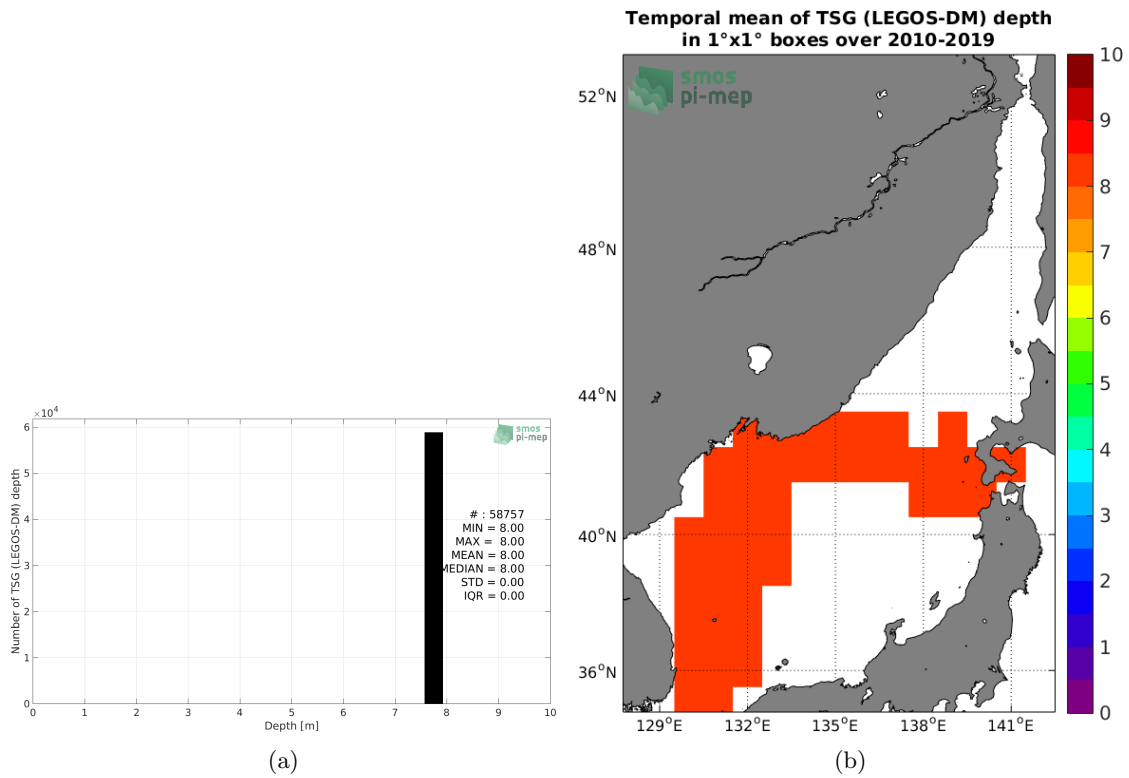 Temporal mean of TSG (LEGOS-DM) depth
in 1°x1° boxes over 2010-2019
smos
pi-mep
52°N
48°N
44°N
40°N
36°N
129°E 132°E 135°E 138°E 141°E
10
9
8
7
6
5
4
3
2
1
0
×10⁴
6
5
4
3
2
1
0
Number of TSG (LEGOS-DM) depth
smos
pi-mep
# : 58757
MIN = 8.00
MAX = 8.00
MEAN = 8.00
MEDIAN = 8.00
STD = 0.00
IQR = 0.00
0 1 2 3 4 5 6 7 8 9 10
Depth [m]
(a)
(b)